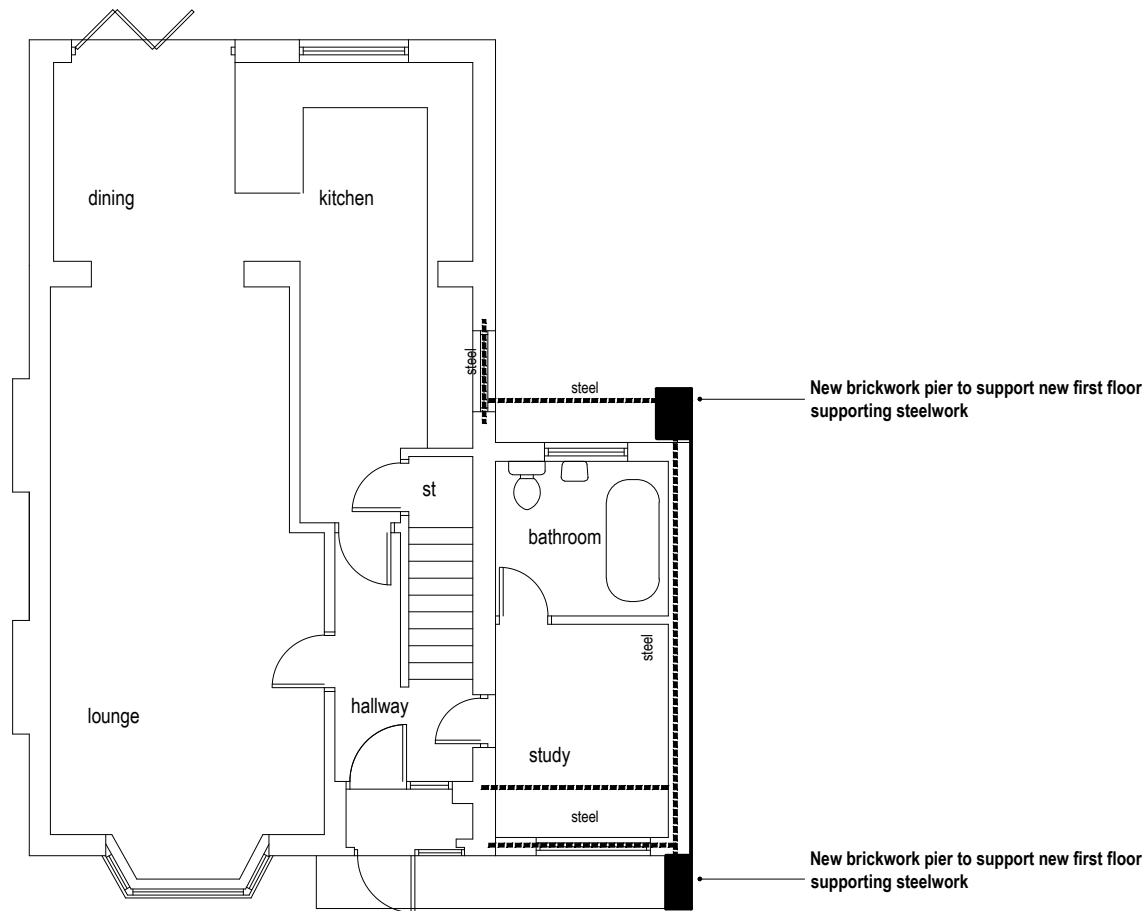 dining
kitchen
steel
steel
New brickwork pier to support new first floor
supporting steelwork
st
bathroom
steel
hallway
lounge
study
steel
New brickwork pier to support new first floor
supporting steelwork